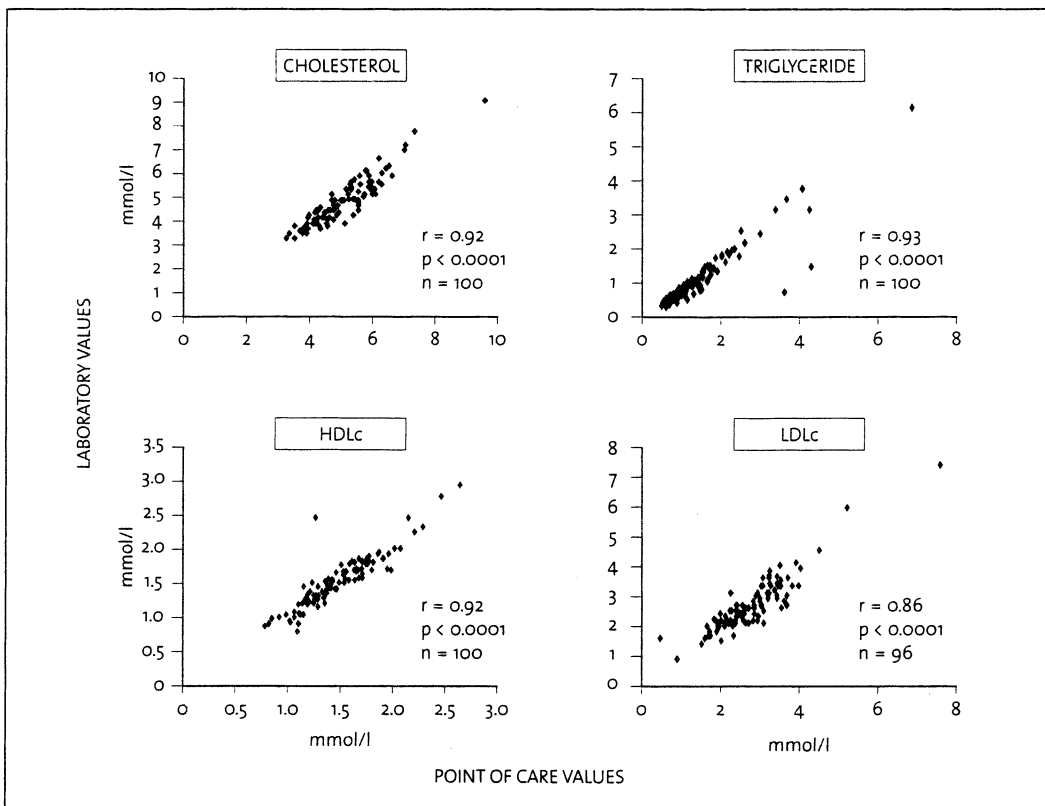 CHOLESTEROL
10
9
8
7
6
5
4
3
2
1
0
mmol/l
r = 0.92
p < 0.0001
n = 100
0 2 4 6 8 10
TRIGLYCERIDE
7
6
5
4
3
2
1
0
r = 0.93
p < 0.0001
n = 100
0 2 4 6 8
LABORATORY VALUES
HDLc
3.5
3.0
2.5
2.0
1.5
1.0
0.5
0
mmol/l
r = 0.92
p < 0.0001
n = 100
0 0.5 1.0 1.5 2.0 2.5 3.0
mmol/l
LDLc
8
7
6
5
4
3
2
1
0
r = 0.86
p < 0.0001
n = 96
0 2 4 6 8
mmol/l
POINT OF CARE VALUES